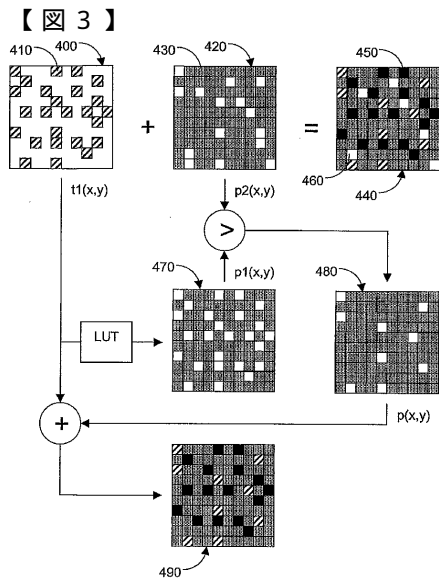 【図3】
410 400 430 420 450
+ =
460 440
t1(x,y) p2(x,y)
>
470 p1(x,y) 480
LUT
+ p(x,y)
490